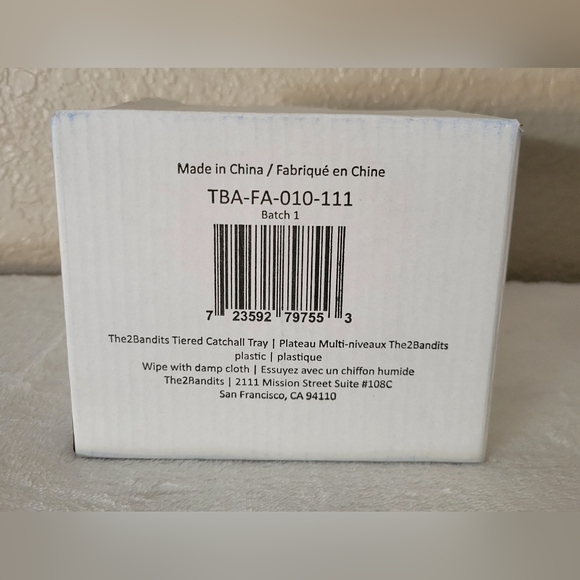 Made in China / Fabriqué en Chine
TBA-FA-010-111
Batch 1
7 23592 79755 3
The2Bandits Tiered Catchall Tray | Plateau Multi-niveaux The2Bandits
plastic | plastique
Wipe with damp cloth | Essuyez avec un chiffon humide
The2Bandits | 2111 Mission Street Suite #108C
San Francisco, CA 94110